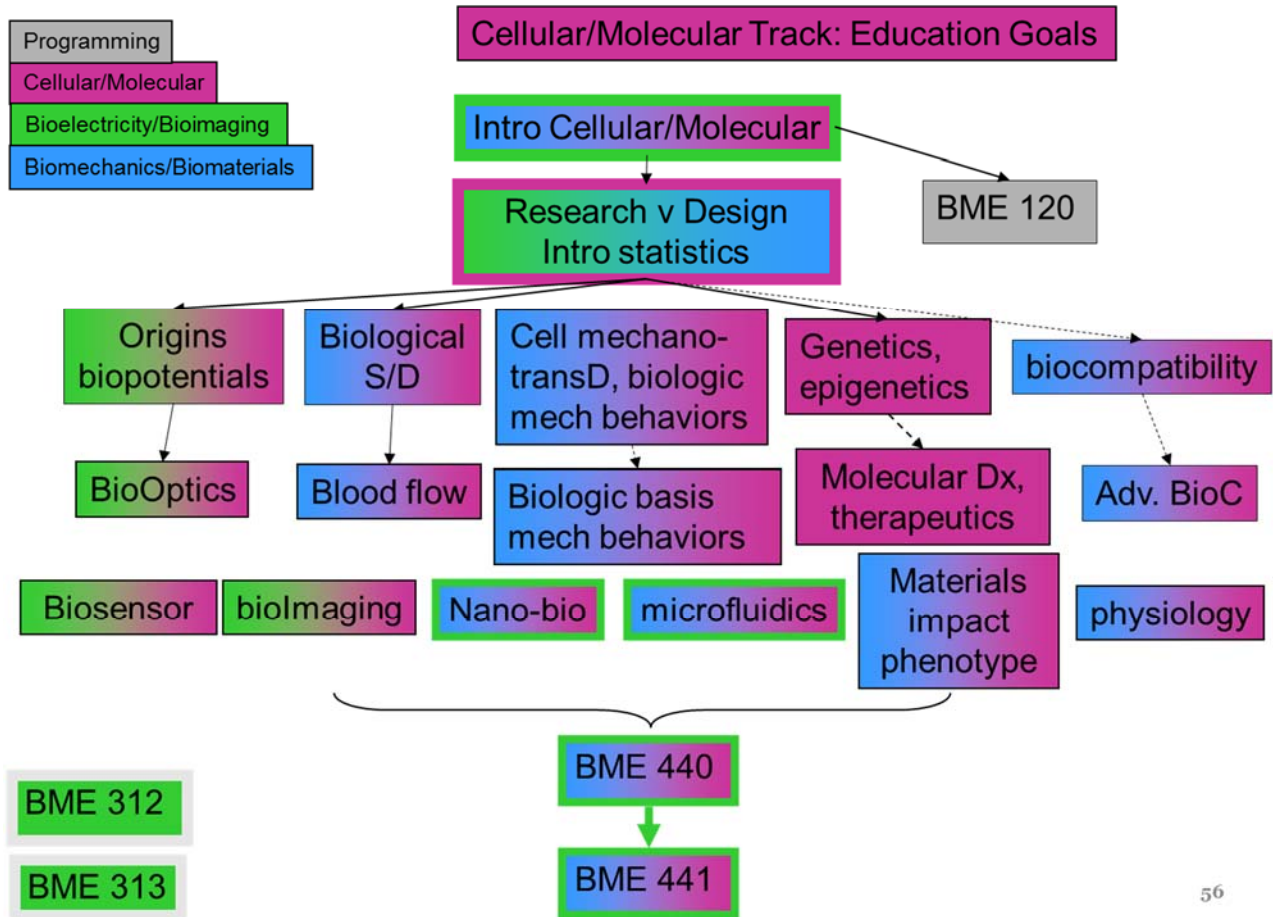 Programming
Cellular/Molecular
Bioelectricity/Bioimaging
Biomechanics/Biomaterials
Cellular/Molecular Track: Education Goals
Intro Cellular/Molecular
Research v Design
Intro statistics
BME 120
Origins
biopotentials
Biological
S/D
Cell mechano-
transD, biologic
mech behaviors
Genetics,
epigenetics
biocompatibility
BioOptics
Blood flow
Biologic basis
mech behaviors
Molecular Dx,
therapeutics
Adv. BioC
Biosensor
bioImaging
Nano-bio
microfluidics
Materials
impact
phenotype
physiology
BME 440
BME 441
BME 312
BME 313
56